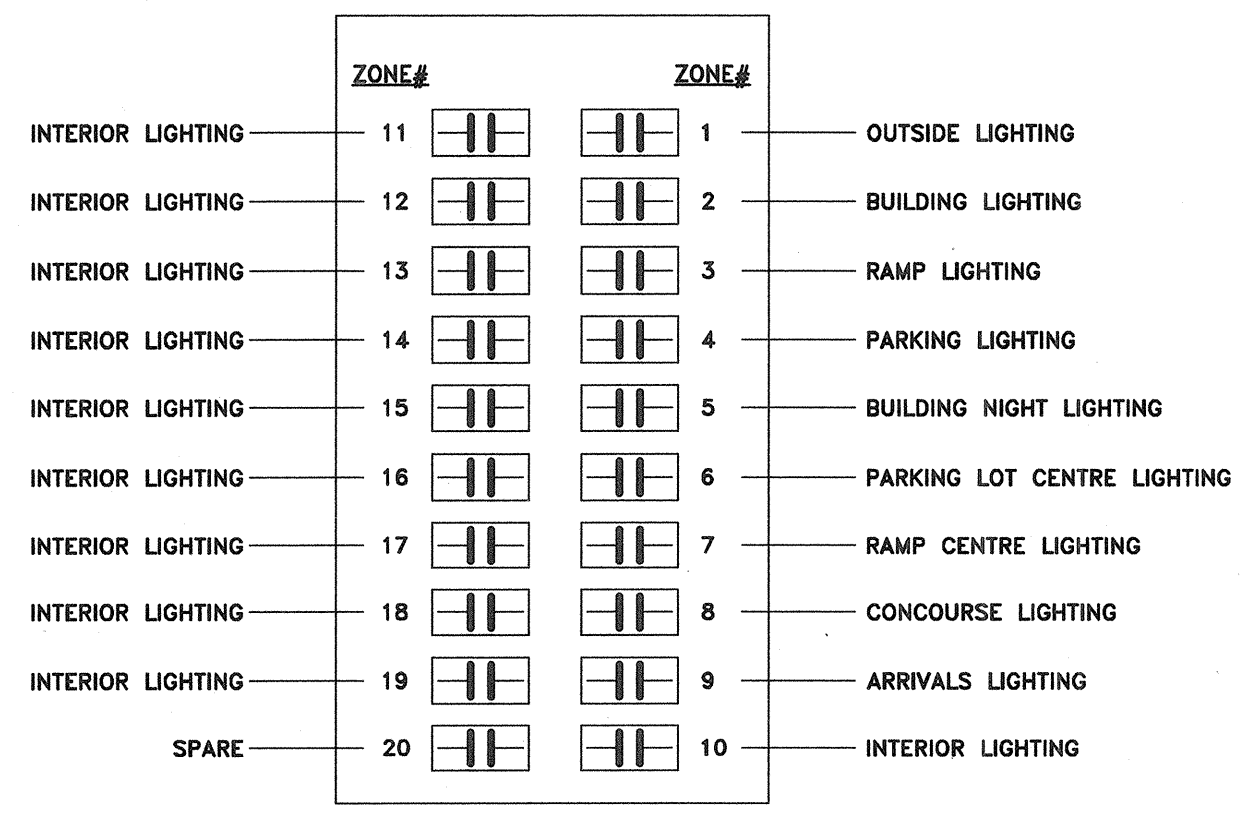 ZONE# ZONE#
INTERIOR LIGHTING 11 1 OUTSIDE LIGHTING
INTERIOR LIGHTING 12 2 BUILDING LIGHTING
INTERIOR LIGHTING 13 3 RAMP LIGHTING
INTERIOR LIGHTING 14 4 PARKING LIGHTING
INTERIOR LIGHTING 15 5 BUILDING NIGHT LIGHTING
INTERIOR LIGHTING 16 6 PARKING LOT CENTRE LIGHTING
INTERIOR LIGHTING 17 7 RAMP CENTRE LIGHTING
INTERIOR LIGHTING 18 8 CONCOURSE LIGHTING
INTERIOR LIGHTING 19 9 ARRIVALS LIGHTING
SPARE 20 10 INTERIOR LIGHTING